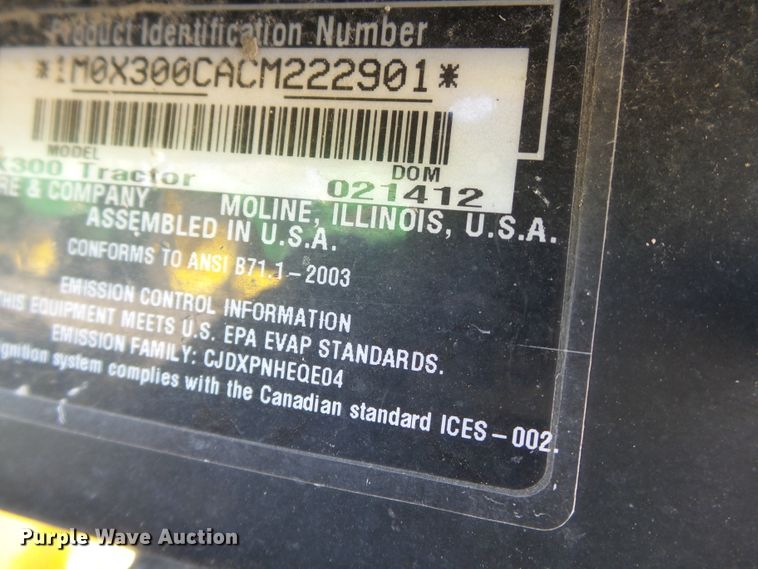 Product Identification Number
*1M0X300CACM222901*
MODEL DOM
X300 Tractor 021412
RE & COMPANY MOLINE, ILLINOIS, U.S.A.
ASSEMBLED IN U.S.A.
CONFORMS TO ANSI B71.1-2003
EMISSION CONTROL INFORMATION
THIS EQUIPMENT MEETS U.S. EPA EVAP STANDARDS.
EMISSION FAMILY: CJDXPNHEQE04
gnition system complies with the Canadian standard ICES-002.
Purple Wave Auction